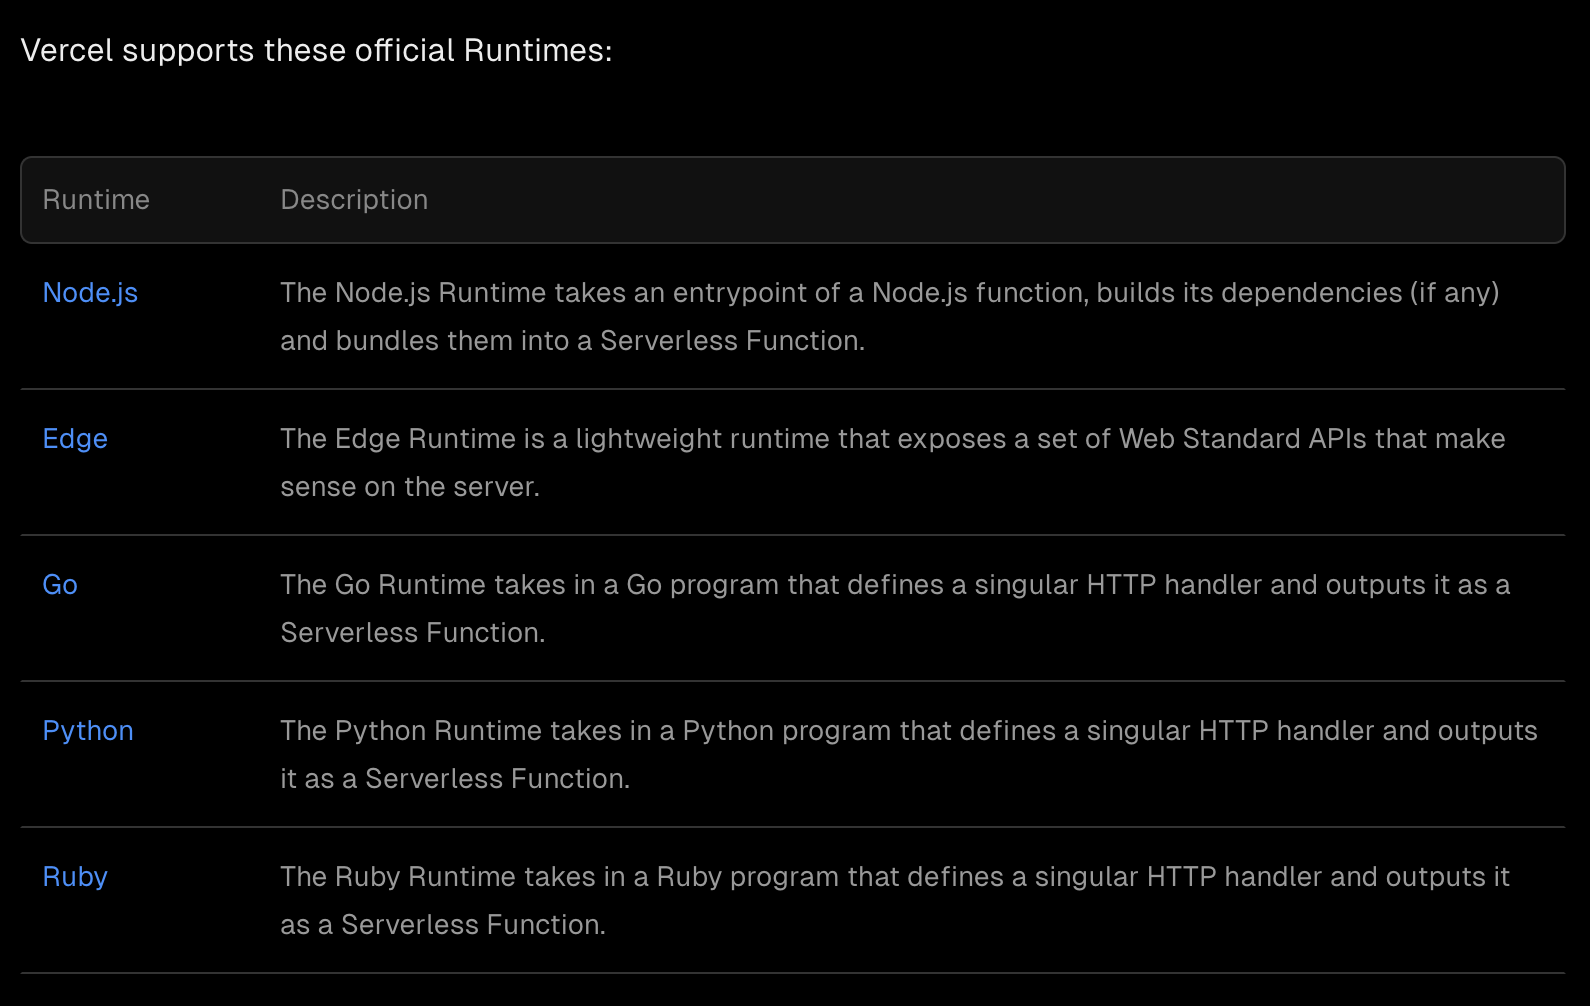 Vercel supports these official Runtimes:
Runtime Description
Node.js The Node.js Runtime takes an entrypoint of a Node.js function, builds its dependencies (if any)
and bundles them into a Serverless Function.
Edge The Edge Runtime is a lightweight runtime that exposes a set of Web Standard APIs that make
sense on the server.
Go The Go Runtime takes in a Go program that defines a singular HTTP handler and outputs it as a
Serverless Function.
Python The Python Runtime takes in a Python program that defines a singular HTTP handler and outputs
it as a Serverless Function.
Ruby The Ruby Runtime takes in a Ruby program that defines a singular HTTP handler and outputs it
as a Serverless Function.